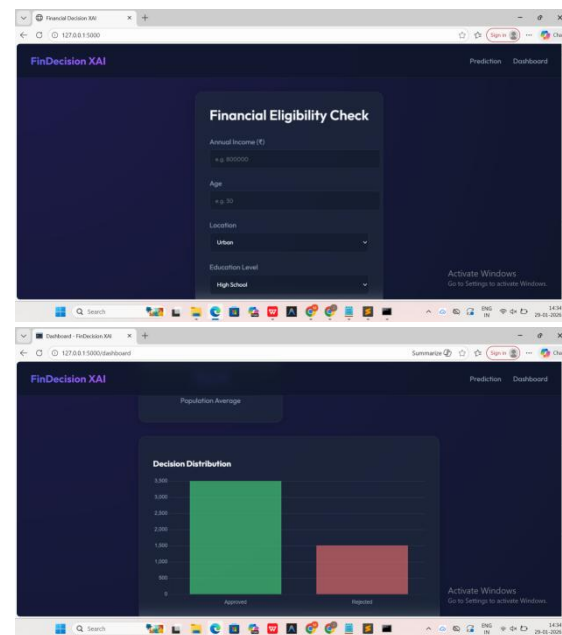 Financial Decision XAI
127.0.0.1:5000
Sign in
FinDecision XAI
Prediction Dashboard
Financial Eligibility Check
Annual Income (₹)
e.g. 800000
Age
e.g. 30
Location
Urban
Education Level
High School
Activate Windows
Go to Settings to activate Windows.
Search
ENG
IN
14:34
29-01-2026
Dashboard - FinDecision XAI
127.0.0.1:5000/dashboard
Summarize
Sign in
FinDecision XAI
Prediction Dashboard
Population Average
Decision Distribution
3,500
3,000
2,500
2,000
1,500
1,000
500
0
Approved Rejected
Activate Windows
Go to Settings to activate Windows.
Search
ENG
IN
14:34
29-01-2026